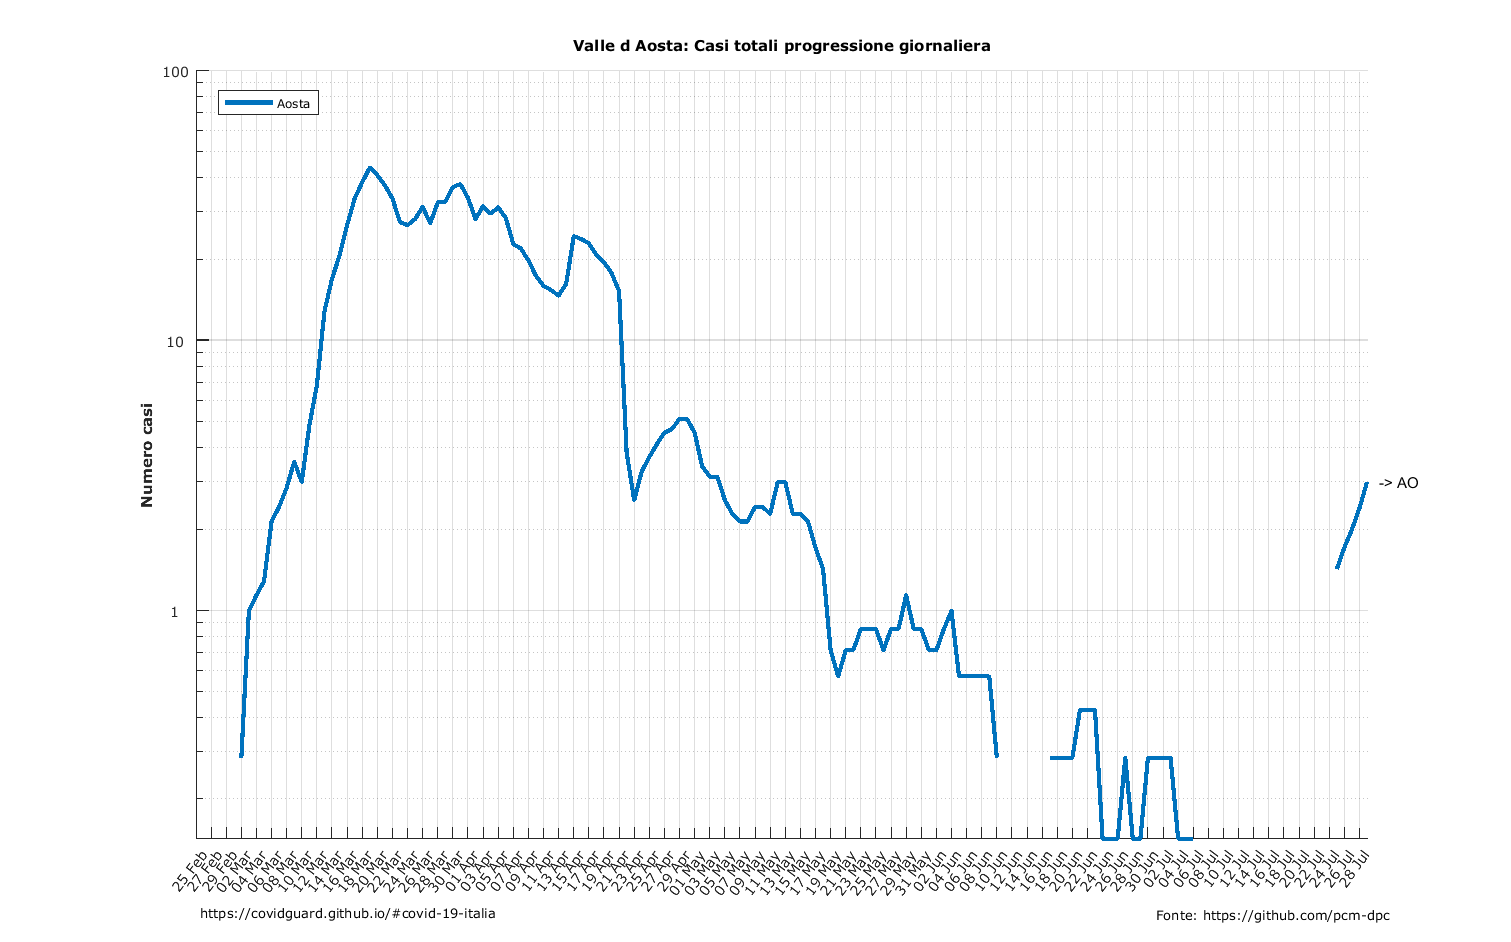 Valle d Aosta: Casi totali progressione giornaliera
100
Aosta
10
Numero casi
-> AO
1
25 Feb
27 Feb
29 Feb
02 Mar
04 Mar
06 Mar
08 Mar
10 Mar
12 Mar
14 Mar
16 Mar
18 Mar
20 Mar
22 Mar
24 Mar
26 Mar
28 Mar
30 Mar
01 Apr
03 Apr
05 Apr
07 Apr
09 Apr
11 Apr
13 Apr
15 Apr
17 Apr
19 Apr
21 Apr
23 Apr
25 Apr
27 Apr
29 Apr
01 May
03 May
05 May
07 May
09 May
11 May
13 May
15 May
17 May
19 May
21 May
23 May
25 May
27 May
29 May
31 May
02 Jun
04 Jun
06 Jun
08 Jun
10 Jun
12 Jun
14 Jun
16 Jun
18 Jun
20 Jun
22 Jun
24 Jun
26 Jun
28 Jun
30 Jun
02 Jul
04 Jul
06 Jul
08 Jul
10 Jul
12 Jul
14 Jul
16 Jul
18 Jul
20 Jul
22 Jul
24 Jul
26 Jul
28 Jul
https://covidguard.github.io/#covid-19-italia
Fonte: https://github.com/pcm-dpc